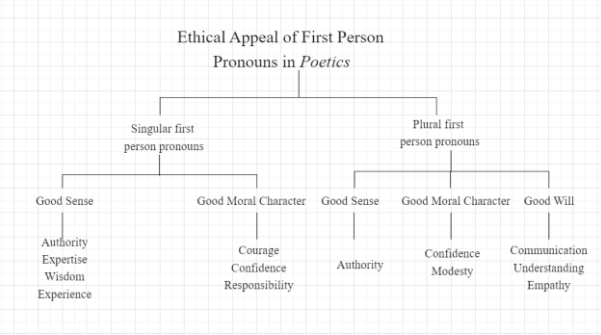 Ethical Appeal of First Person
Pronouns in Poetics
Singular first
person pronouns
Plural first
person pronouns
Good Sense
Good Moral Character
Good Sense
Good Moral Character
Good Will
Authority
Expertise
Wisdom
Experience
Courage
Confidence
Responsibility
Authority
Confidence
Modesty
Communication
Understanding
Empathy